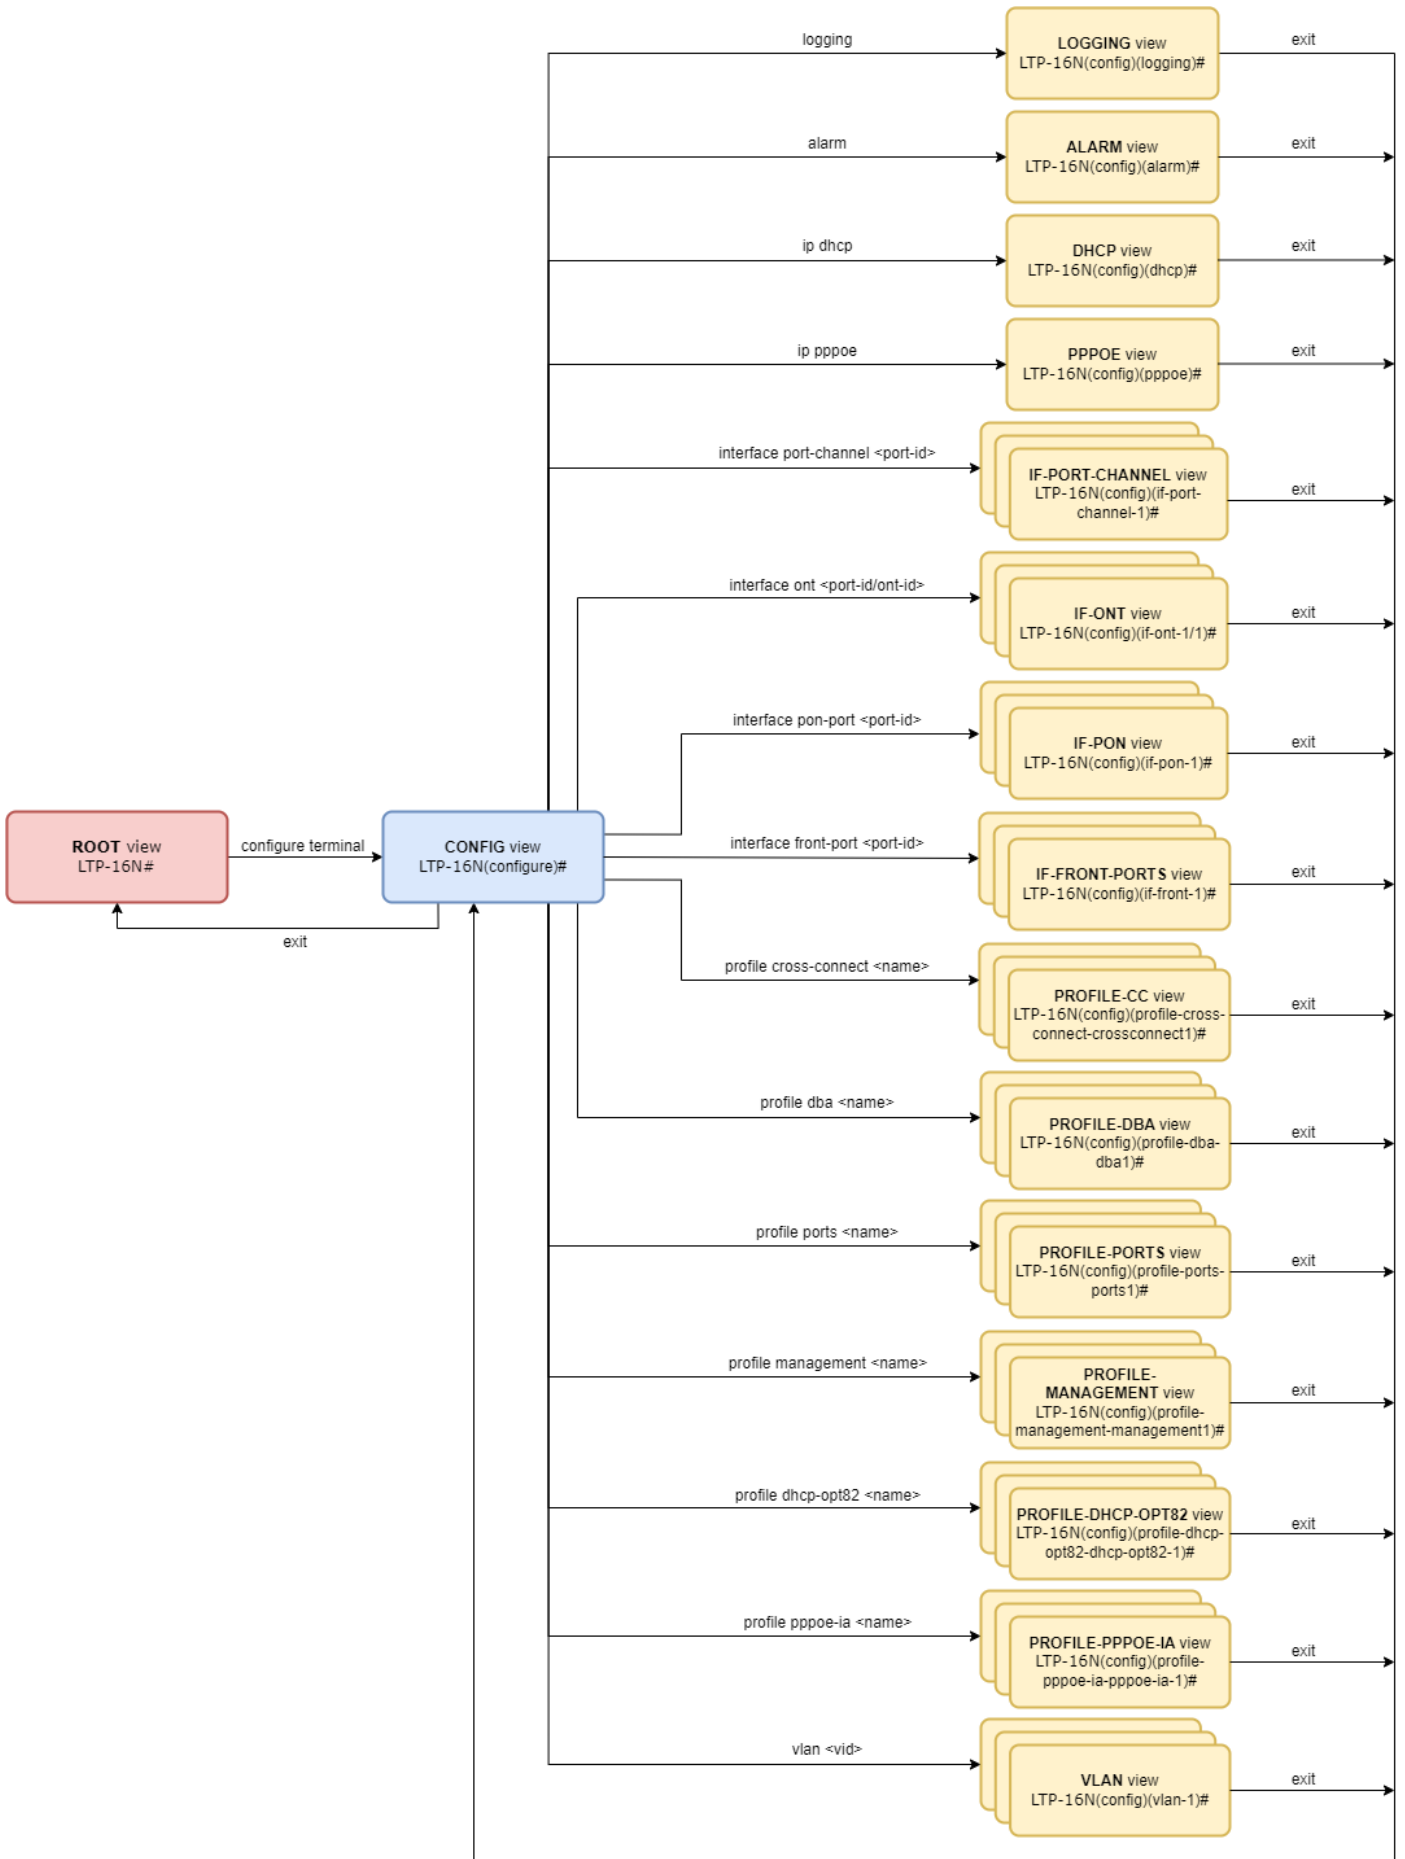 logging
LOGGING view
LTP-16N(config)(logging)#
exit
alarm
ALARM view
LTP-16N(config)(alarm)#
exit
ip dhcp
DHCP view
LTP-16N(config)(dhcp)#
exit
ip pppoe
PPPOE view
LTP-16N(config)(pppoe)#
exit
interface port-channel <port-id>
IF-PORT-CHANNEL view
LTP-16N(config)(if-port-
channel-1)#
exit
interface ont <port-id/ont-id>
IF-ONT view
LTP-16N(config)(if-ont-1/1)#
exit
interface pon-port <port-id>
IF-PON view
LTP-16N(config)(if-pon-1)#
exit
ROOT view
LTP-16N#
configure terminal
CONFIG view
LTP-16N(configure)#
exit
interface front-port <port-id>
IF-FRONT-PORTS view
LTP-16N(config)(if-front-1)#
exit
profile cross-connect <name>
PROFILE-CC view
LTP-16N(config)(profile-cross-
connect-crossconnect1)#
exit
profile dba <name>
PROFILE-DBA view
LTP-16N(config)(profile-dba-
dba1)#
exit
profile ports <name>
PROFILE-PORTS view
LTP-16N(config)(profile-ports-
ports1)#
exit
profile management <name>
PROFILE-
MANAGEMENT view
LTP-16N(config)(profile-
management-management1)#
exit
profile dhcp-opt82 <name>
PROFILE-DHCP-OPT82 view
LTP-16N(config)(profile-dhcp-
opt82-dhcp-opt82-1)#
exit
profile pppoe-ia <name>
PROFILE-PPPOE-IA view
LTP-16N(config)(profile-
pppoe-ia-pppoe-ia-1)#
exit
vlan <vid>
VLAN view
LTP-16N(config)(vlan-1)#
exit